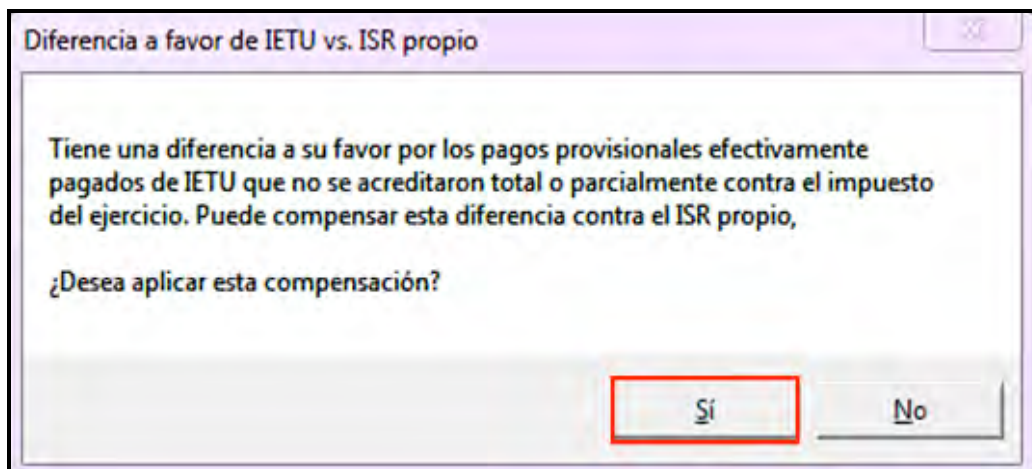 Diferencia a favor de IETU vs. ISR propio
Tiene una diferencia a su favor por los pagos provisionales efectivamente
pagados de IETU que no se acreditaron total o parcialmente contra el impuesto
del ejercicio. Puede compensar esta diferencia contra el ISR propio,
¿Desea aplicar esta compensación?
Sí No